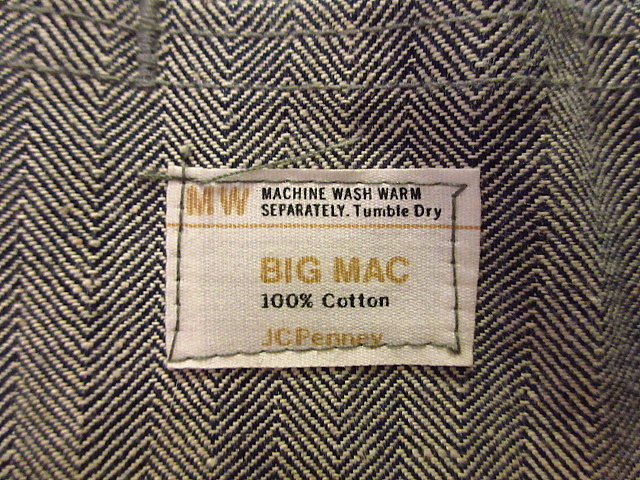 MW
MACHINE WASH WARM
SEPARATELY. Tumble Dry
BIG MAC
100% Cotton
JCPenney